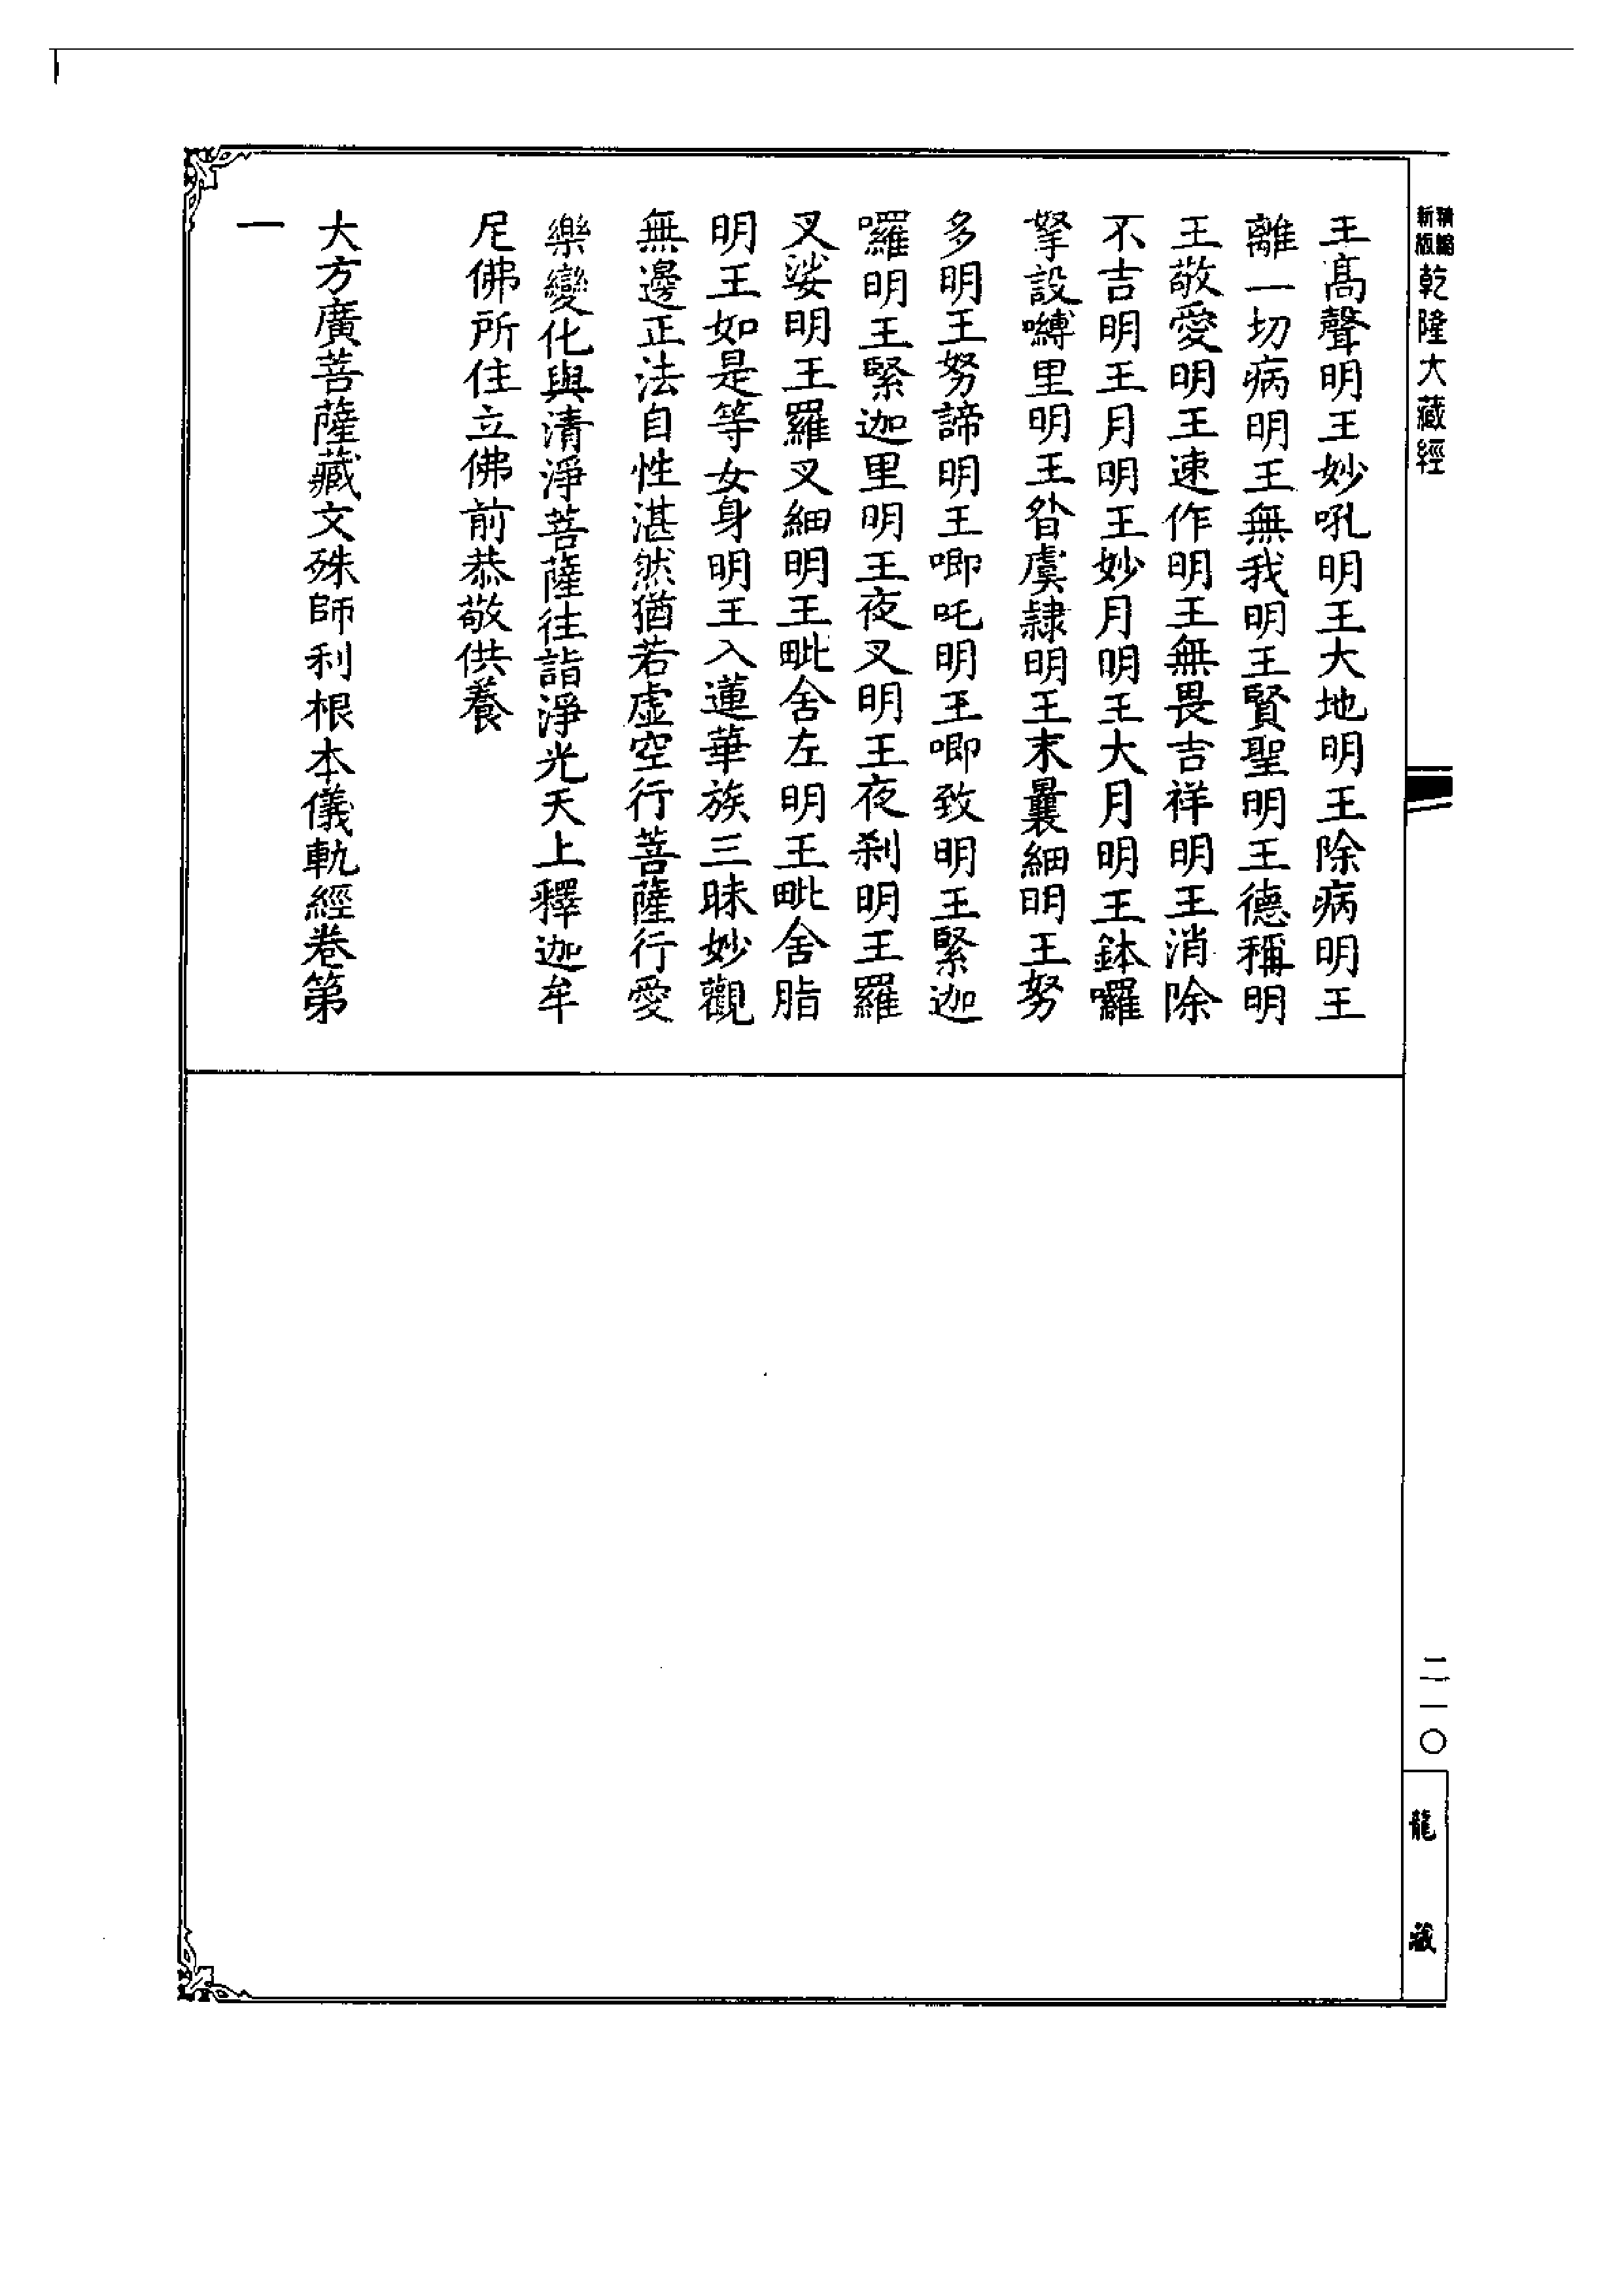 新編縮版乾隆大藏經
王髙聲明王妙吼明王大地明王除病明王
離一切病明王無我明王賢聖明王德稱明
王敬愛明王速作明王無畏吉祥明王消除
不吉明王月明王妙月明王大月明王鉢囉
拏設嚩里明王昝虞隷明王末曩細明王努
多明王努諦明王唧吒明王唧致明王緊迦
囉明王緊迦里明王夜叉明王夜刹明王羅
叉娑明王羅叉細明王毗舍左明王毗舍脂
明王如是等女身明王入蓮華族三昧妙觀
無邊正法自性湛然猶若虛空行菩薩行愛
樂變化與清淨菩薩往詣淨光天上釋迦牟
尼佛所住立佛前恭敬供養
大方廣菩薩藏文殊師利根本儀軌經卷第
一
二一〇
龍藏